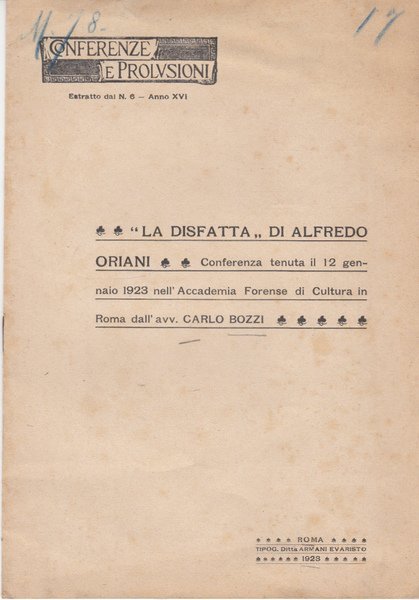 17
CONFERENZE
E PROLVSIONI
Estratto dal N. 6 — Anno XVI
“LA DISFATTA„ DI ALFREDO
ORIANI Conferenza tenuta il 12 gen-
naio 1923 nell'Accademia Forense di Cultura in
Roma dall'avv. CARLO BOZZI
ROMA
TIPOG. Ditta ARMANI EVARISTO
1923